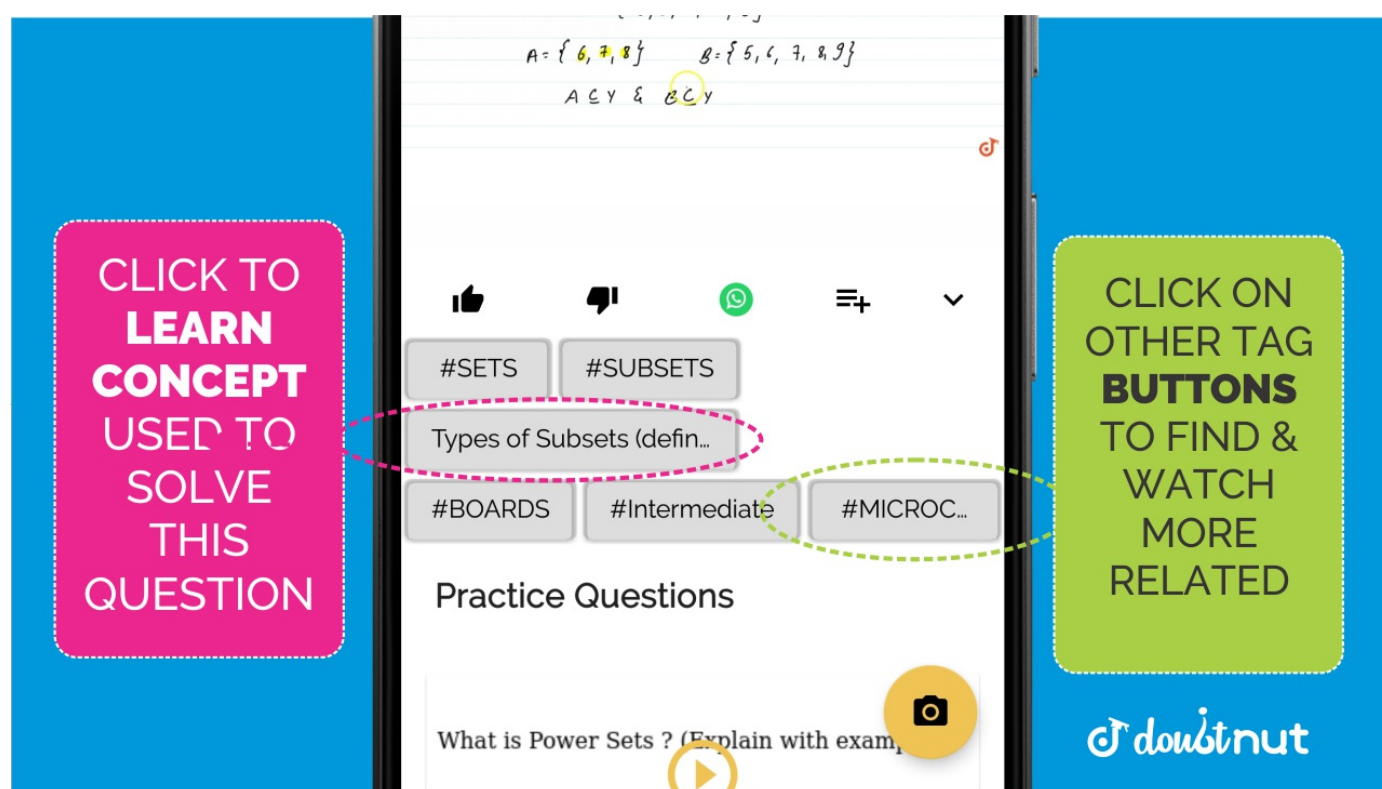 A = { 6, 7, 8 } B = { 5, 6, 7, 8, 9 }
A ⊆ Y & B ⊆ Y
CLICK TO
LEARN
CONCEPT
USED TO
SOLVE
THIS
QUESTION
#SETS #SUBSETS
Types of Subsets (defin...
#BOARDS #Intermediate #MICROC...
Practice Questions
What is Power Sets ? (Explain with
CLICK ON
OTHER TAG
BUTTONS
TO FIND &
WATCH
MORE
RELATED
doubtnut